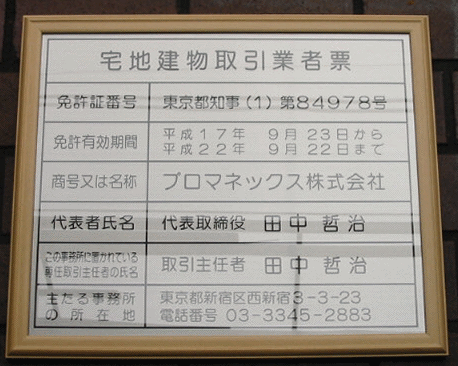 宅地建物取引業者票
免許証番号 東京都知事(1) 第84978号
免許有効期間 平成17年 9月23日から
平成22年 9月22日まで
商号又は名称 プロマネックス株式会社
代表者氏名 代表取締役 田中 哲治
この事務所に置かれている
専任取引主任者の氏名 取引主任者 田中 哲治
主たる事務所
の所在地 東京都新宿区西新宿3-3-23
電話番号 03-3345-2883